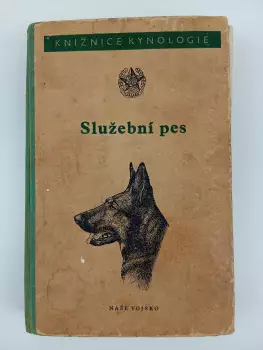 KNIŽNICE KYNOLOGIE
Služební pes
NAŠE VOJSKO